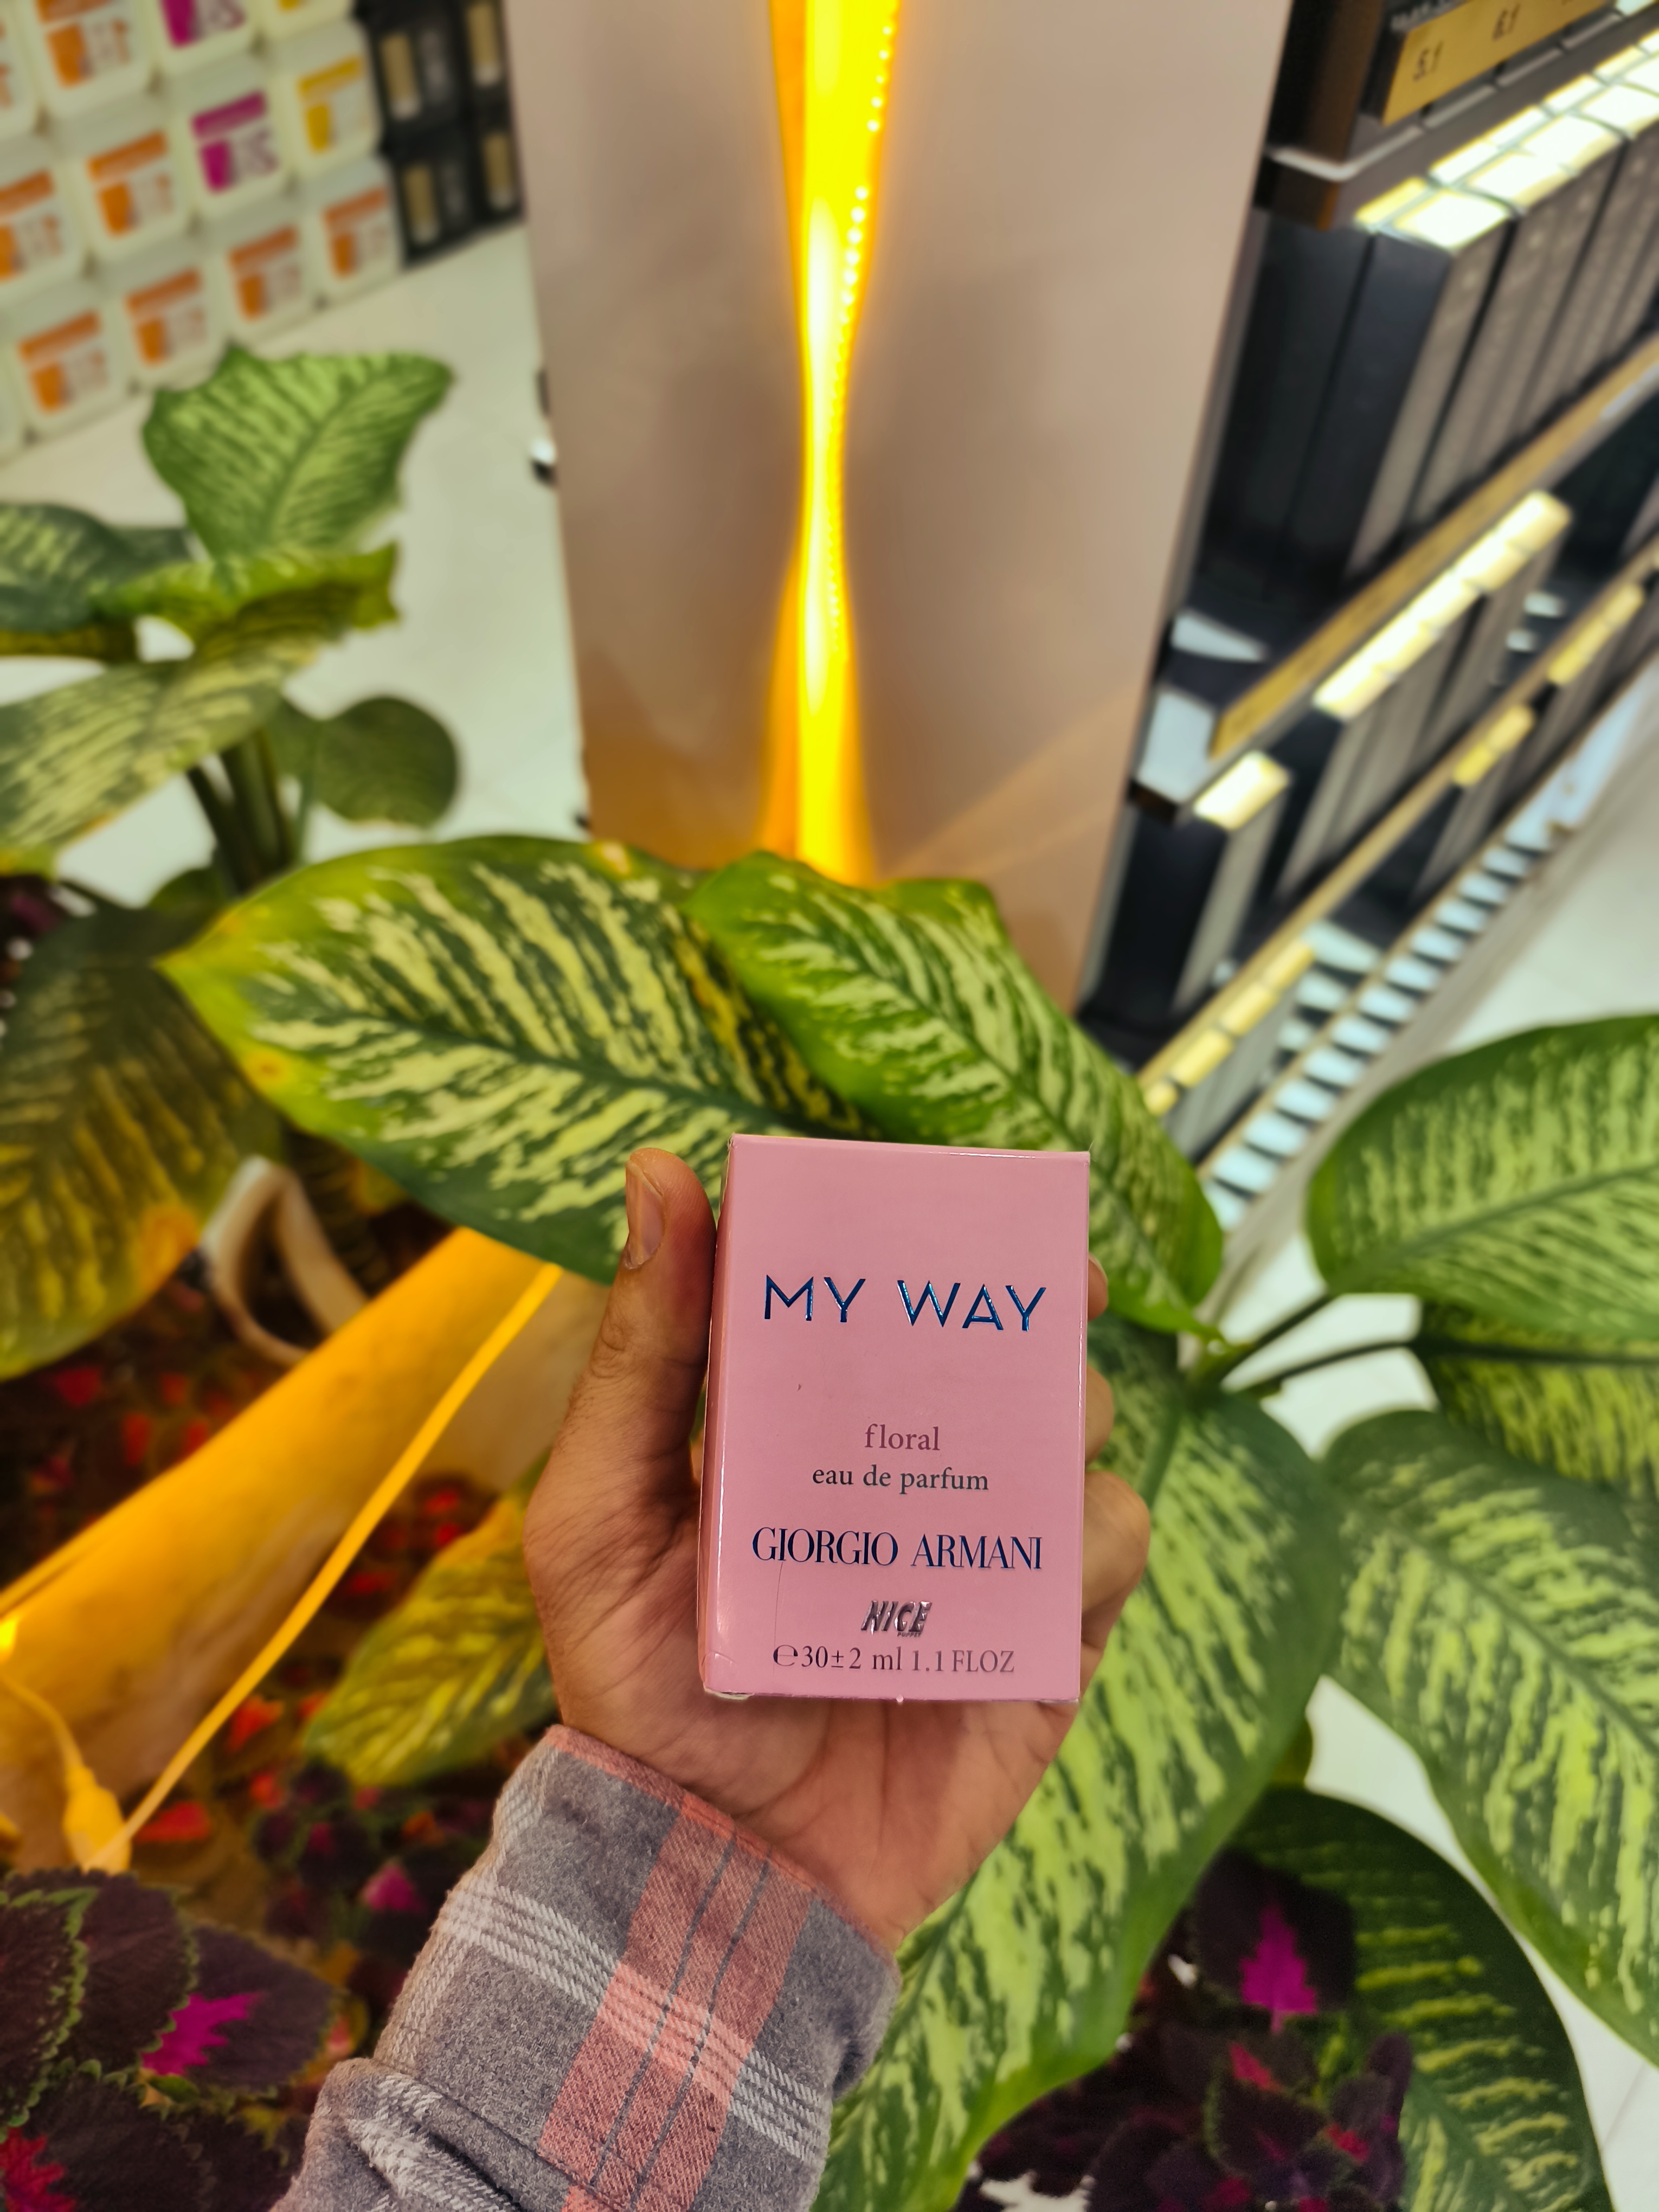 MY WAY
floral
eau de parfum
GIORGIO ARMANI
NICE
℮30±2 ml 1.1 FLOZ